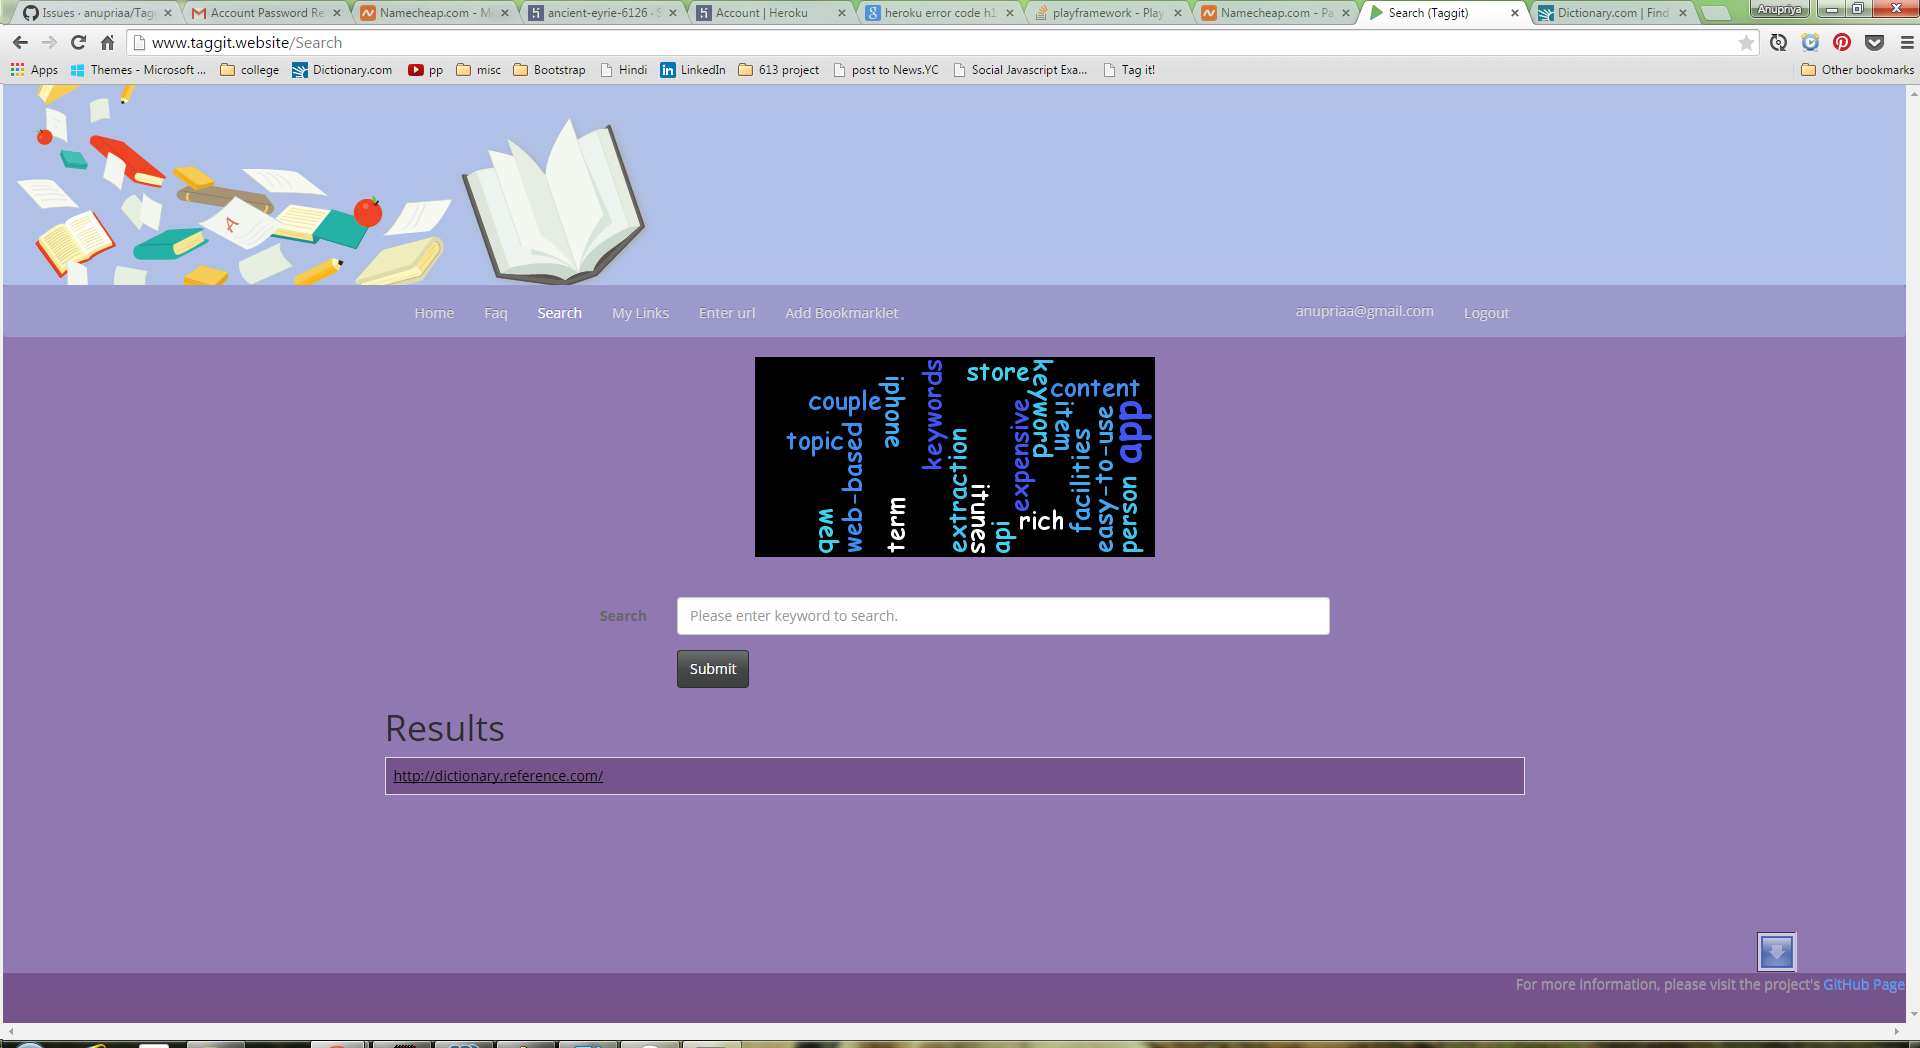 Issues · anupriaa/Tag
Account Password Re
Namecheap.com - M
ancient-eyrie-6126 ·
Account | Heroku
heroku error code h1
playframework - Play
Namecheap.com - Pa
Search (Taggit)
Dictionary.com | Find
Anupriya
www.taggit.website/Search
Apps
Themes - Microsoft ...
college
Dictionary.com
pp
misc
Bootstrap
Hindi
LinkedIn
613 project
post to News.YC
Social Javascript Exa...
Tag it!
Other bookmarks
A
Home
Faq
Search
My Links
Enter url
Add Bookmarklet
anupriaa@gmail.com
Logout
couple
iphone
keywords
store
keyword
content
topic
web-based
extraction
expensive
item
facilities
easy-to-use
app
web
term
itunes
api
rich
person
Search
Please enter keyword to search.
Submit
Results
http://dictionary.reference.com/
For more information, please visit the project's GitHub Page